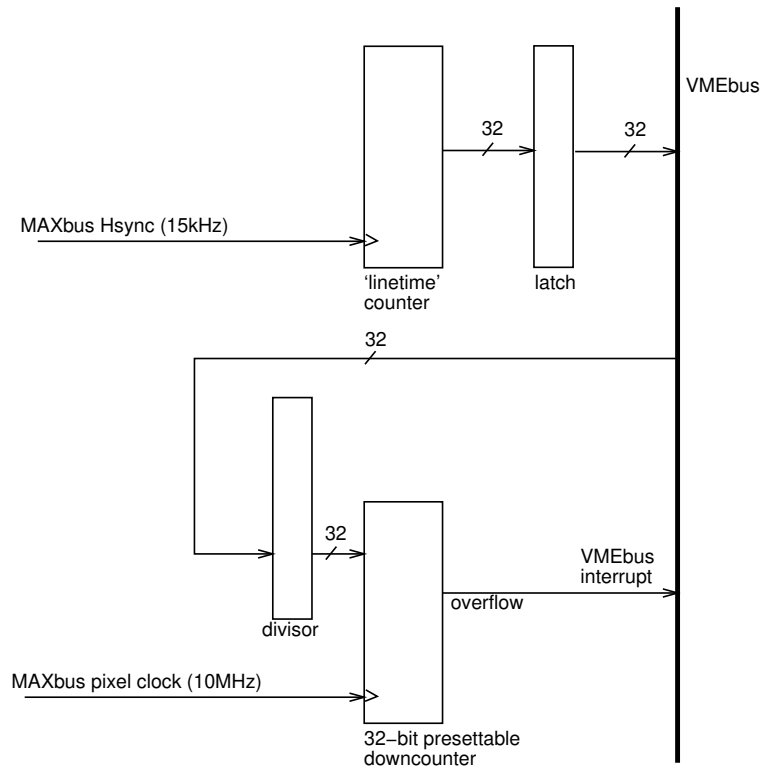 VMEbus
32
32
MAXbus Hsync (15kHz)
‘linetime’
counter
latch
32
32
VMEbus
interrupt
overflow
divisor
MAXbus pixel clock (10MHz)
32−bit presettable
downcounter